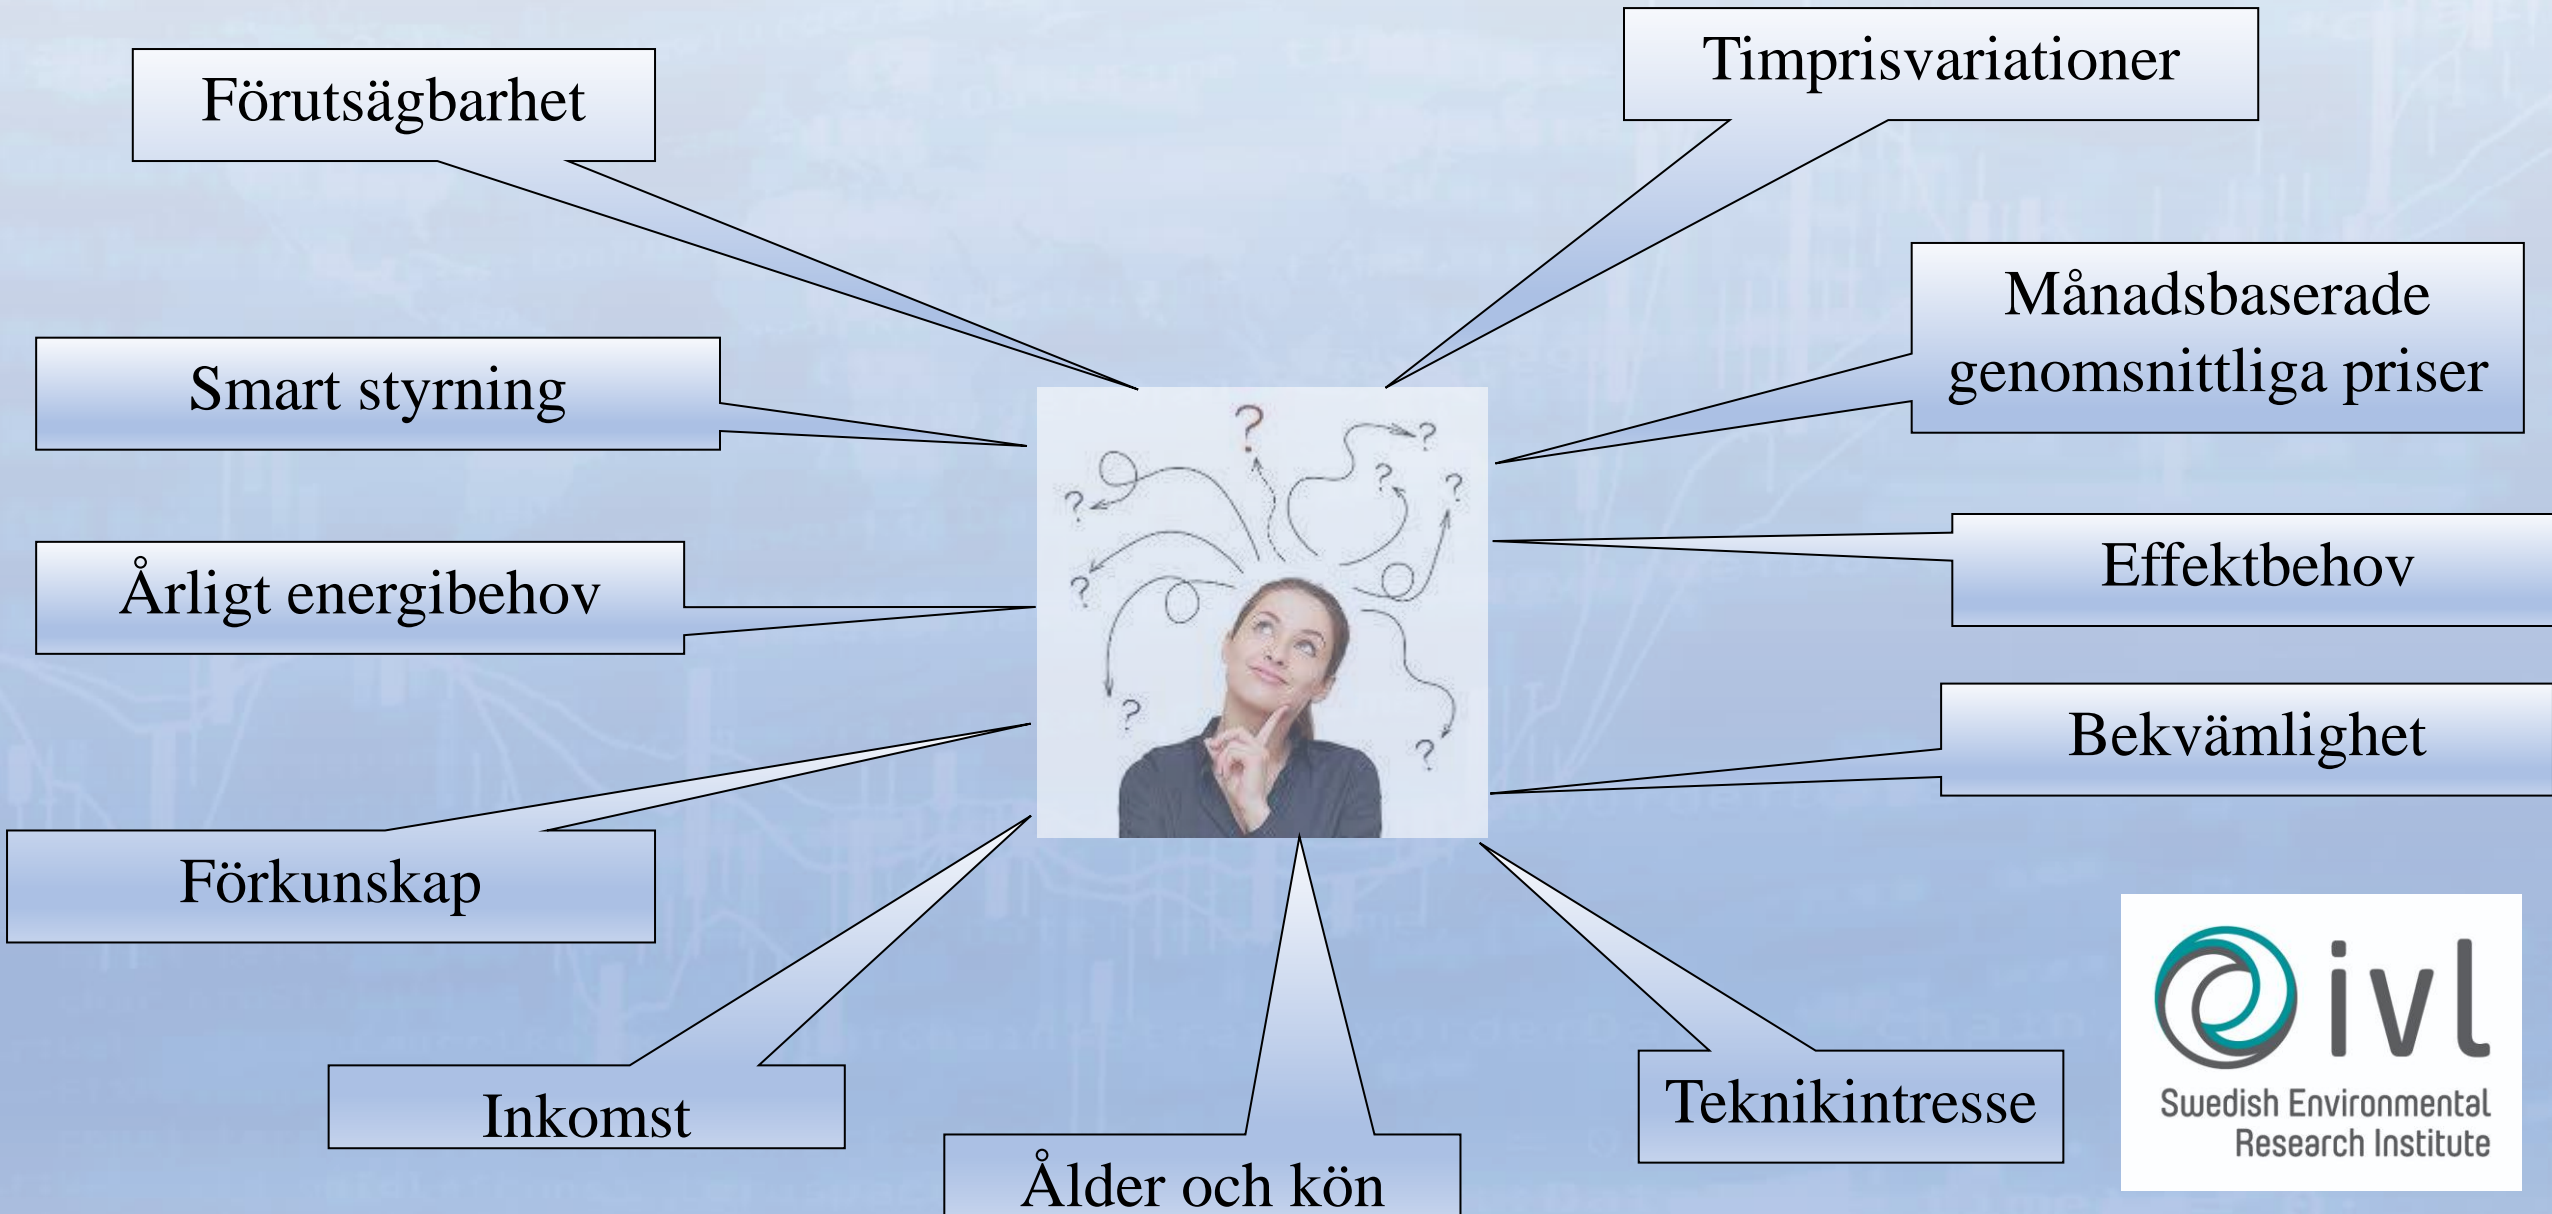 Förutsägbarhet
Timprisvariationer
Smart styrning
Månadsbaserade
genomsnittliga priser
Årligt energibehov
Effektbehov
Bekvämlighet
Förkunskap
Inkomst
Ålder och kön
Teknikintresse
?
?
?
?
?
?
?
?
ivl
Swedish Environmental
Research Institute